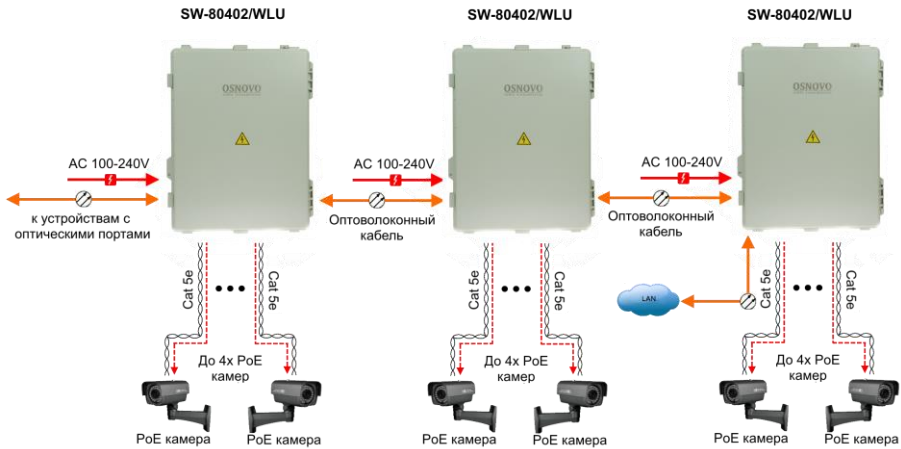 SW-80402/WLU
SW-80402/WLU
SW-80402/WLU
OSNOVO
OSNOVO
OSNOVO
AC 100-240V
AC 100-240V
AC 100-240V
к устройствам с
оптическими портами
Оптоволоконный
кабель
Оптоволоконный
кабель
Cat 5e
Cat 5e
Cat 5e
Cat 5e
Cat 5e
Cat 5e
LAN
До 4x PoE
камер
До 4x PoE
камер
До 4x PoE
камер
PoE камера
PoE камера
PoE камера
PoE камера
PoE камера
PoE камера